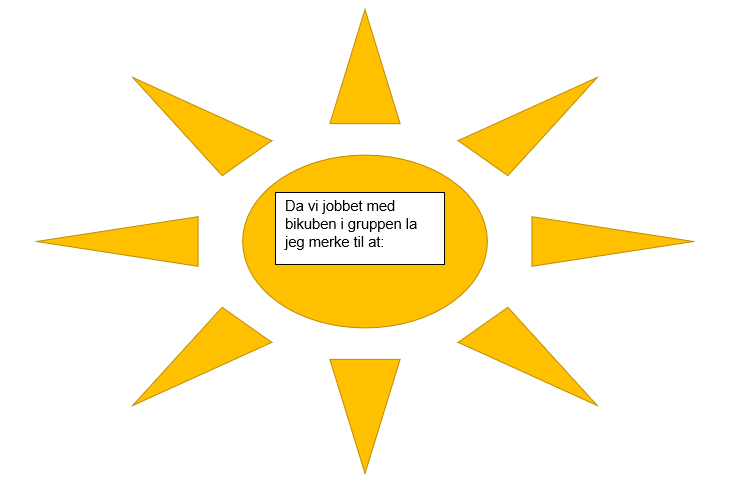 Da vi jobbet med
bikuben i gruppen la
jeg merke til at: